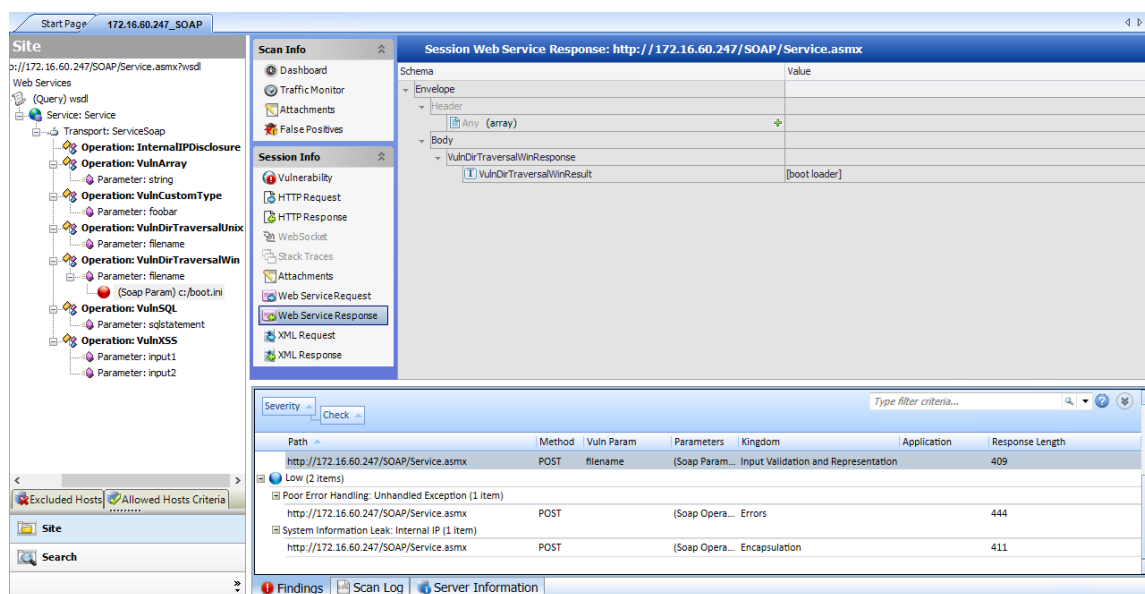 Start Page
172.16.60.247_SOAP
Site
p://172.16.60.247/SOAP/Service.asmx?wsdl
Web Services
(Query) wsdl
Service: Service
Transport: ServiceSoap
Operation: InternalIPDisclosure
Operation: VulnArray
Parameter: string
Operation: VulnCustomType
Parameter: foobar
Operation: VulnDirTraversalUnix
Parameter: filename
Operation: VulnDirTraversalWin
Parameter: filename
(Soap Param) c:/boot.ini
Operation: VulnSQL
Parameter: sqlstatement
Operation: VulnXSS
Parameter: input1
Parameter: input2
Excluded Hosts
Allowed Hosts Criteria
Site
Search
Scan Info
Dashboard
Traffic Monitor
Attachments
False Positives
Session Info
Vulnerability
HTTP Request
HTTP Response
WebSocket
Stack Traces
Attachments
Web Service Request
Web Service Response
XML Request
XML Response
Session Web Service Response: http://172.16.60.247/SOAP/Service.asmx
Schema Value
Envelope
Header
Any (array)
Body
VulnDirTraversalWinResponse
VulnDirTraversalWinResult [boot loader]
Severity
Check
Type filter criteria...
Path Method Vuln Param Parameters Kingdom Application Response Length
http://172.16.60.247/SOAP/Service.asmx POST filename (Soap Param... Input Validation and Representation 409
Low (2 items)
Poor Error Handling: Unhandled Exception (1 item)
http://172.16.60.247/SOAP/Service.asmx POST (Soap Opera... Errors 444
System Information Leak: Internal IP (1 item)
http://172.16.60.247/SOAP/Service.asmx POST (Soap Opera... Encapsulation 411
Findings
Scan Log
Server Information